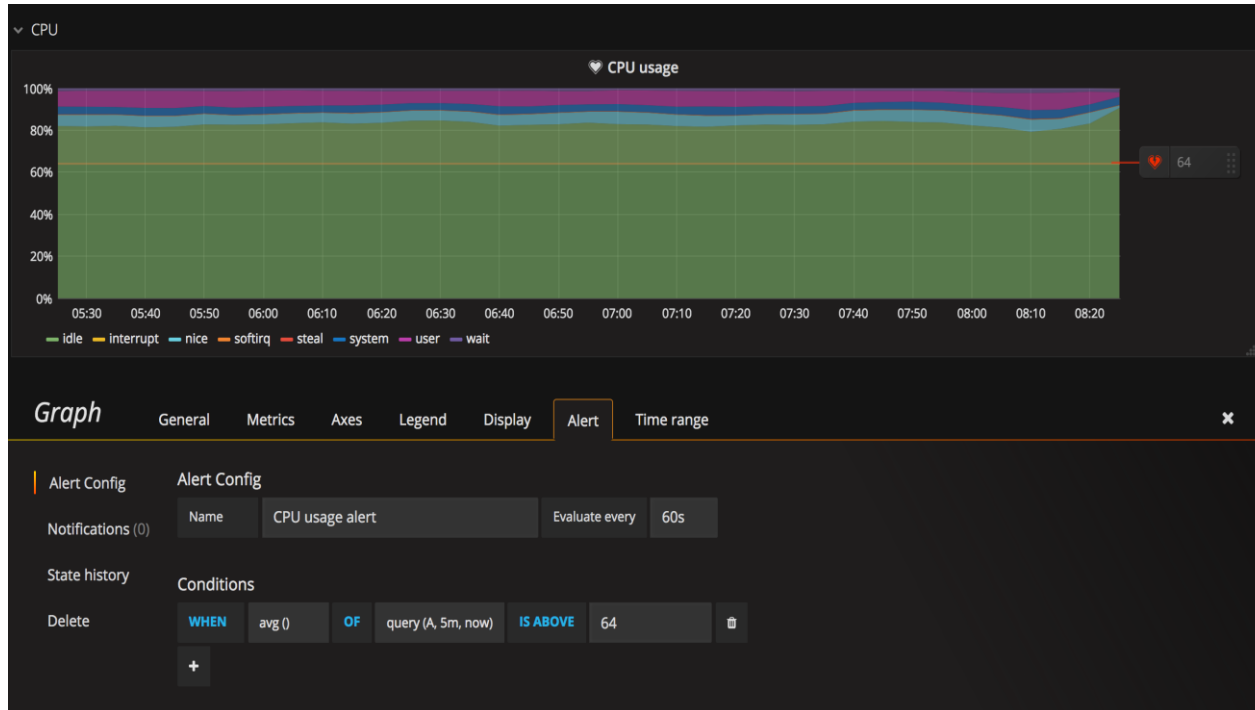 CPU
CPU usage
100%
80%
60%
40%
20%
0%
64
05:30 05:40 05:50 06:00 06:10 06:20 06:30 06:40 06:50 07:00 07:10 07:20 07:30 07:40 07:50 08:00 08:10 08:20
idle interrupt nice softirq steal system user wait
Graph General Metrics Axes Legend Display Alert Time range
Alert Config
Notifications (0)
State history
Delete
Alert Config
Name CPU usage alert Evaluate every 60s
Conditions
WHEN avg () OF query (A, 5m, now) IS ABOVE 64